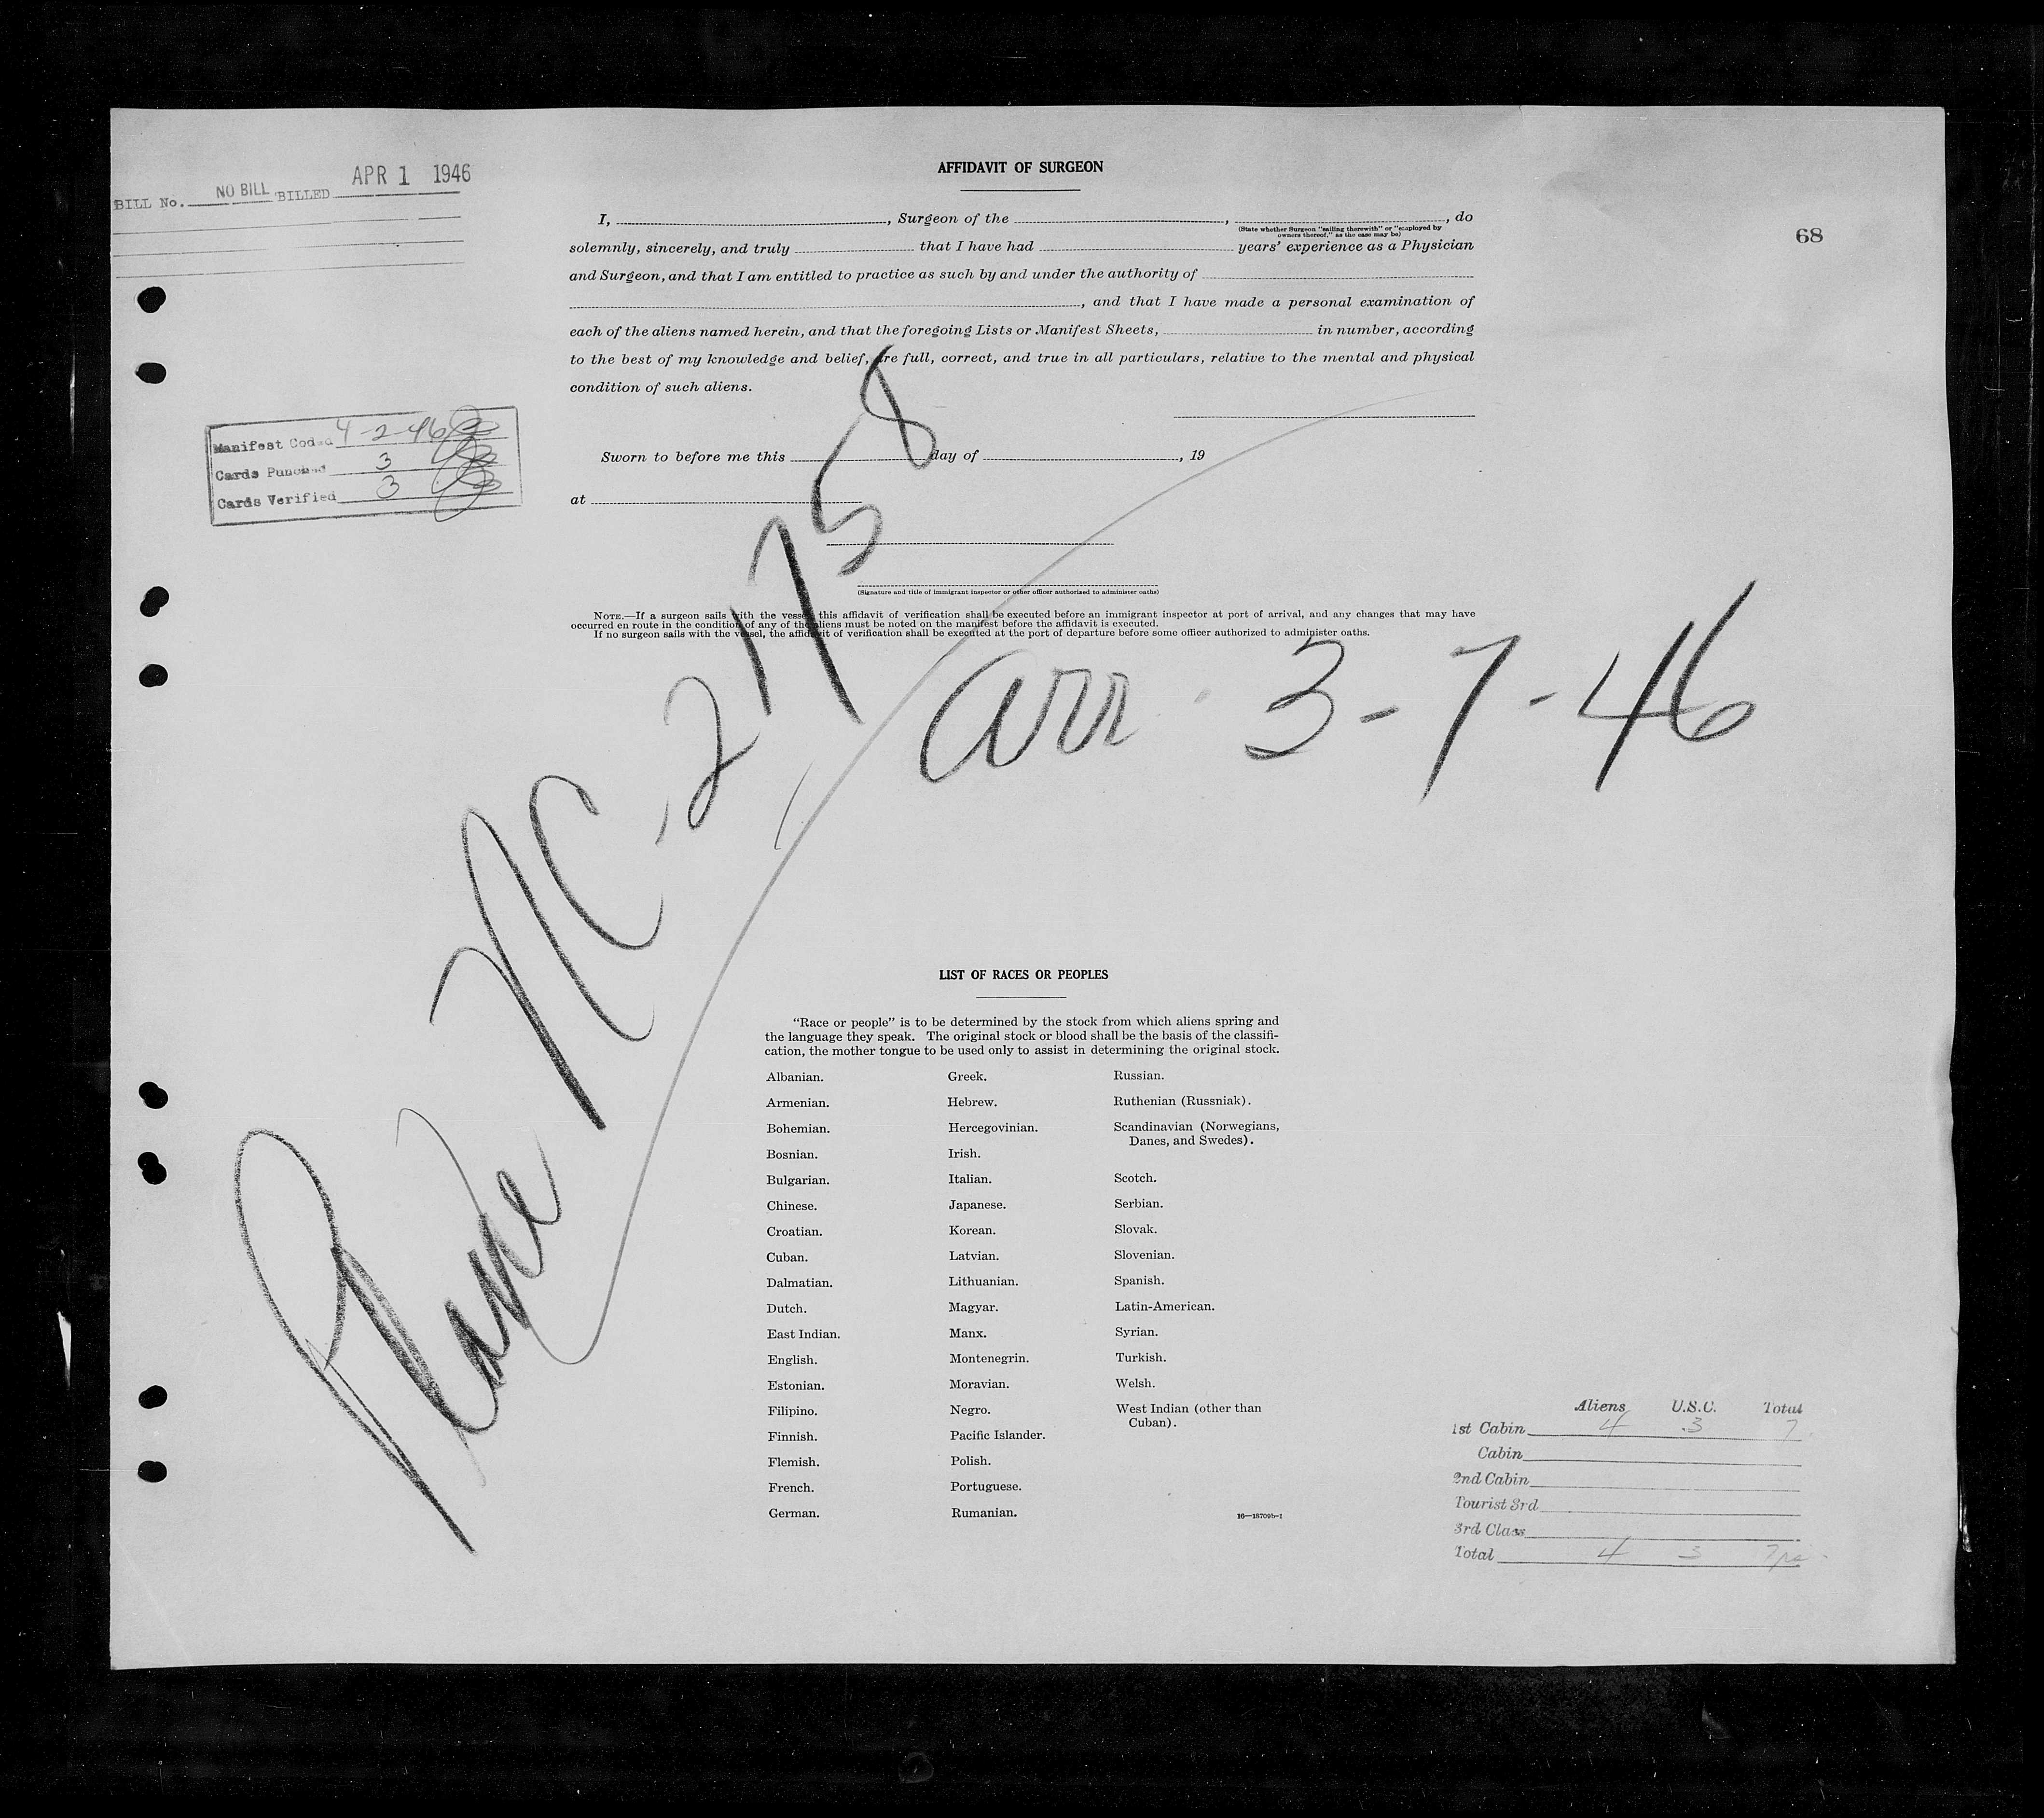 BILL No. NO BILL BILLED APR 1 1946
AFFIDAVIT OF SURGEON
68
I, , Surgeon of the , , do
(State whether Surgeon "sailing therewith" or "employed by
owners thereof," as the case may be)
solemnly, sincerely, and truly that I have had years' experience as a Physician
and Surgeon, and that I am entitled to practice as such by and under the authority of
, and that I have made a personal examination of
each of the aliens named herein, and that the foregoing Lists or Manifest Sheets, in number, according
to the best of my knowledge and belief, are full, correct, and true in all particulars, relative to the mental and physical
condition of such aliens.
Manifest Coded 4-2-46
Cards Punched 3
Cards Verified 3
Sworn to before me this day of , 19
at
(Signature and title of immigrant inspector or other officer authorized to administer oaths)
NOTE.—If a surgeon sails with the vessel, this affidavit of verification shall be executed before an immigrant inspector at port of arrival, and any changes that may have
occurred en route in the condition of any of the aliens must be noted on the manifest before the affidavit is executed.
If no surgeon sails with the vessel, the affidavit of verification shall be executed at the port of departure before some officer authorized to administer oaths.
Plane NC-21758
arr 3-7-46
LIST OF RACES OR PEOPLES
"Race or people" is to be determined by the stock from which aliens spring and
the language they speak. The original stock or blood shall be the basis of the classifi-
cation, the mother tongue to be used only to assist in determining the original stock.
Albanian.
Armenian.
Bohemian.
Bosnian.
Bulgarian.
Chinese.
Croatian.
Cuban.
Dalmatian.
Dutch.
East Indian.
English.
Estonian.
Filipino.
Finnish.
Flemish.
French.
German.
Greek.
Hebrew.
Hercegovinian.
Irish.
Italian.
Japanese.
Korean.
Latvian.
Lithuanian.
Magyar.
Manx.
Montenegrin.
Moravian.
Negro.
Pacific Islander.
Polish.
Portuguese.
Rumanian.
Russian.
Ruthenian (Russniak).
Scandinavian (Norwegians,
Danes, and Swedes).
Scotch.
Serbian.
Slovak.
Slovenian.
Spanish.
Latin-American.
Syrian.
Turkish.
Welsh.
West Indian (other than
Cuban).
16—18709b-1
Aliens U.S.C. Total
1st Cabin 4 3 7
Cabin
2nd Cabin
Tourist 3rd
3rd Class
Total 4 3 7